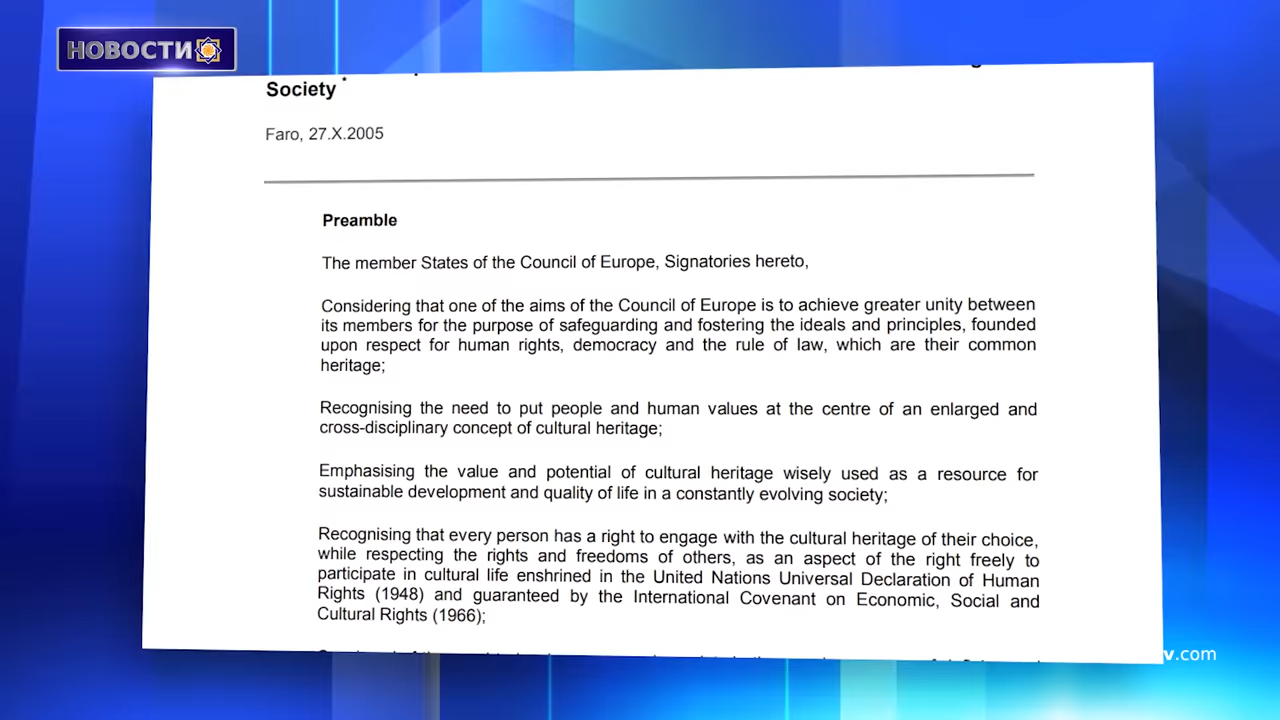 НОВОСТИ
Society *
Faro, 27.X.2005
Preamble
The member States of the Council of Europe, Signatories hereto,
Considering that one of the aims of the Council of Europe is to achieve greater unity between
its members for the purpose of safeguarding and fostering the ideals and principles, founded
upon respect for human rights, democracy and the rule of law, which are their common
heritage;
Recognising the need to put people and human values at the centre of an enlarged and
cross-disciplinary concept of cultural heritage;
Emphasising the value and potential of cultural heritage wisely used as a resource for
sustainable development and quality of life in a constantly evolving society;
Recognising that every person has a right to engage with the cultural heritage of their choice,
while respecting the rights and freedoms of others, as an aspect of the right freely to
participate in cultural life enshrined in the United Nations Universal Declaration of Human
Rights (1948) and guaranteed by the International Covenant on Economic, Social and
Cultural Rights (1966);
v.com